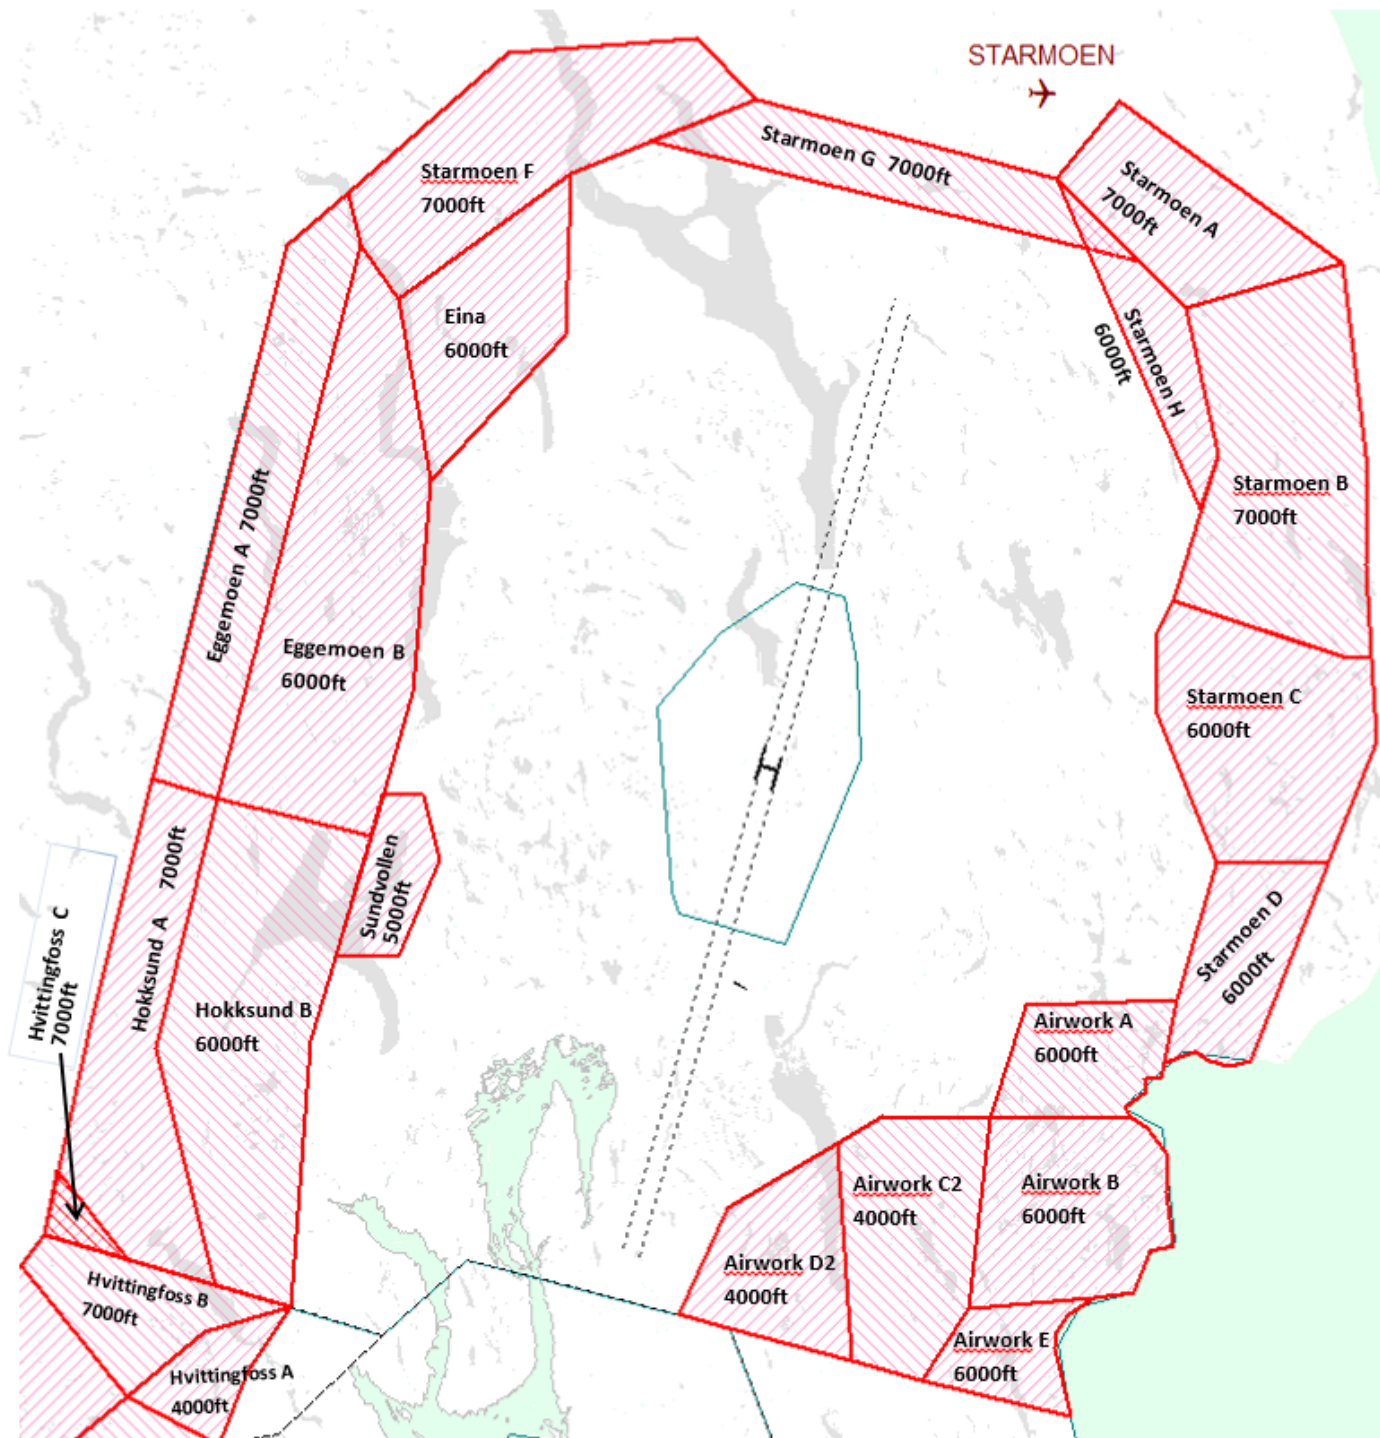 STARMOEN
Starmoen G 7000ft
Starmoen F
7000ft
Starmoen A
7000ft
Eina
6000ft
Starmoen H
6000ft
Starmoen B
7000ft
Eggemoen A 7000ft
Eggemoen B
6000ft
Starmoen C
6000ft
Hokksund A 7000ft
Sundvollen
5000ft
Hvittingfoss C
7000ft
Starmoen D
6000ft
Hokksund B
6000ft
Airwork A
6000ft
Airwork C2
4000ft
Airwork B
6000ft
Airwork D2
4000ft
Hvittingfoss B
7000ft
Airwork E
6000ft
Hvittingfoss A
4000ft